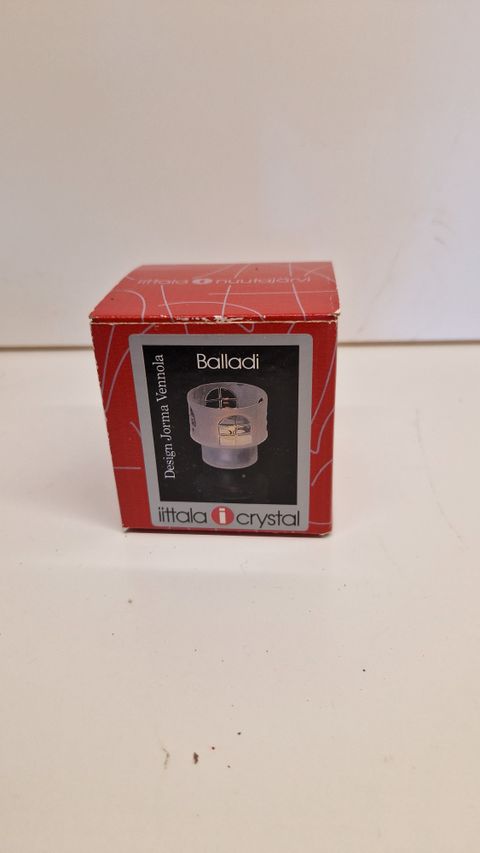 iittala i nuutajärvi
Balladi
Design Jorma Vennola
iittala i crystal